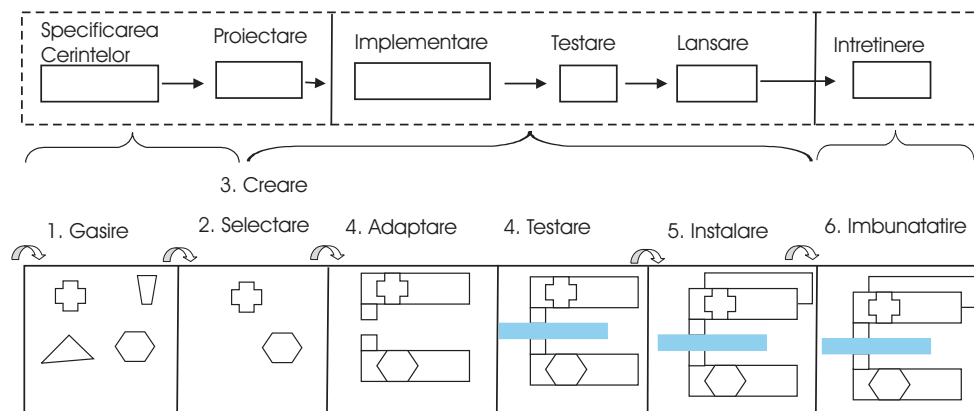 Specificarea
Cerintelor
Proiectare
Implementare
Testare
Lansare
Intretinere
3. Creare
1. Gasire
2. Selectare
4. Adaptare
4. Testare
5. Instalare
6. Imbunatatire